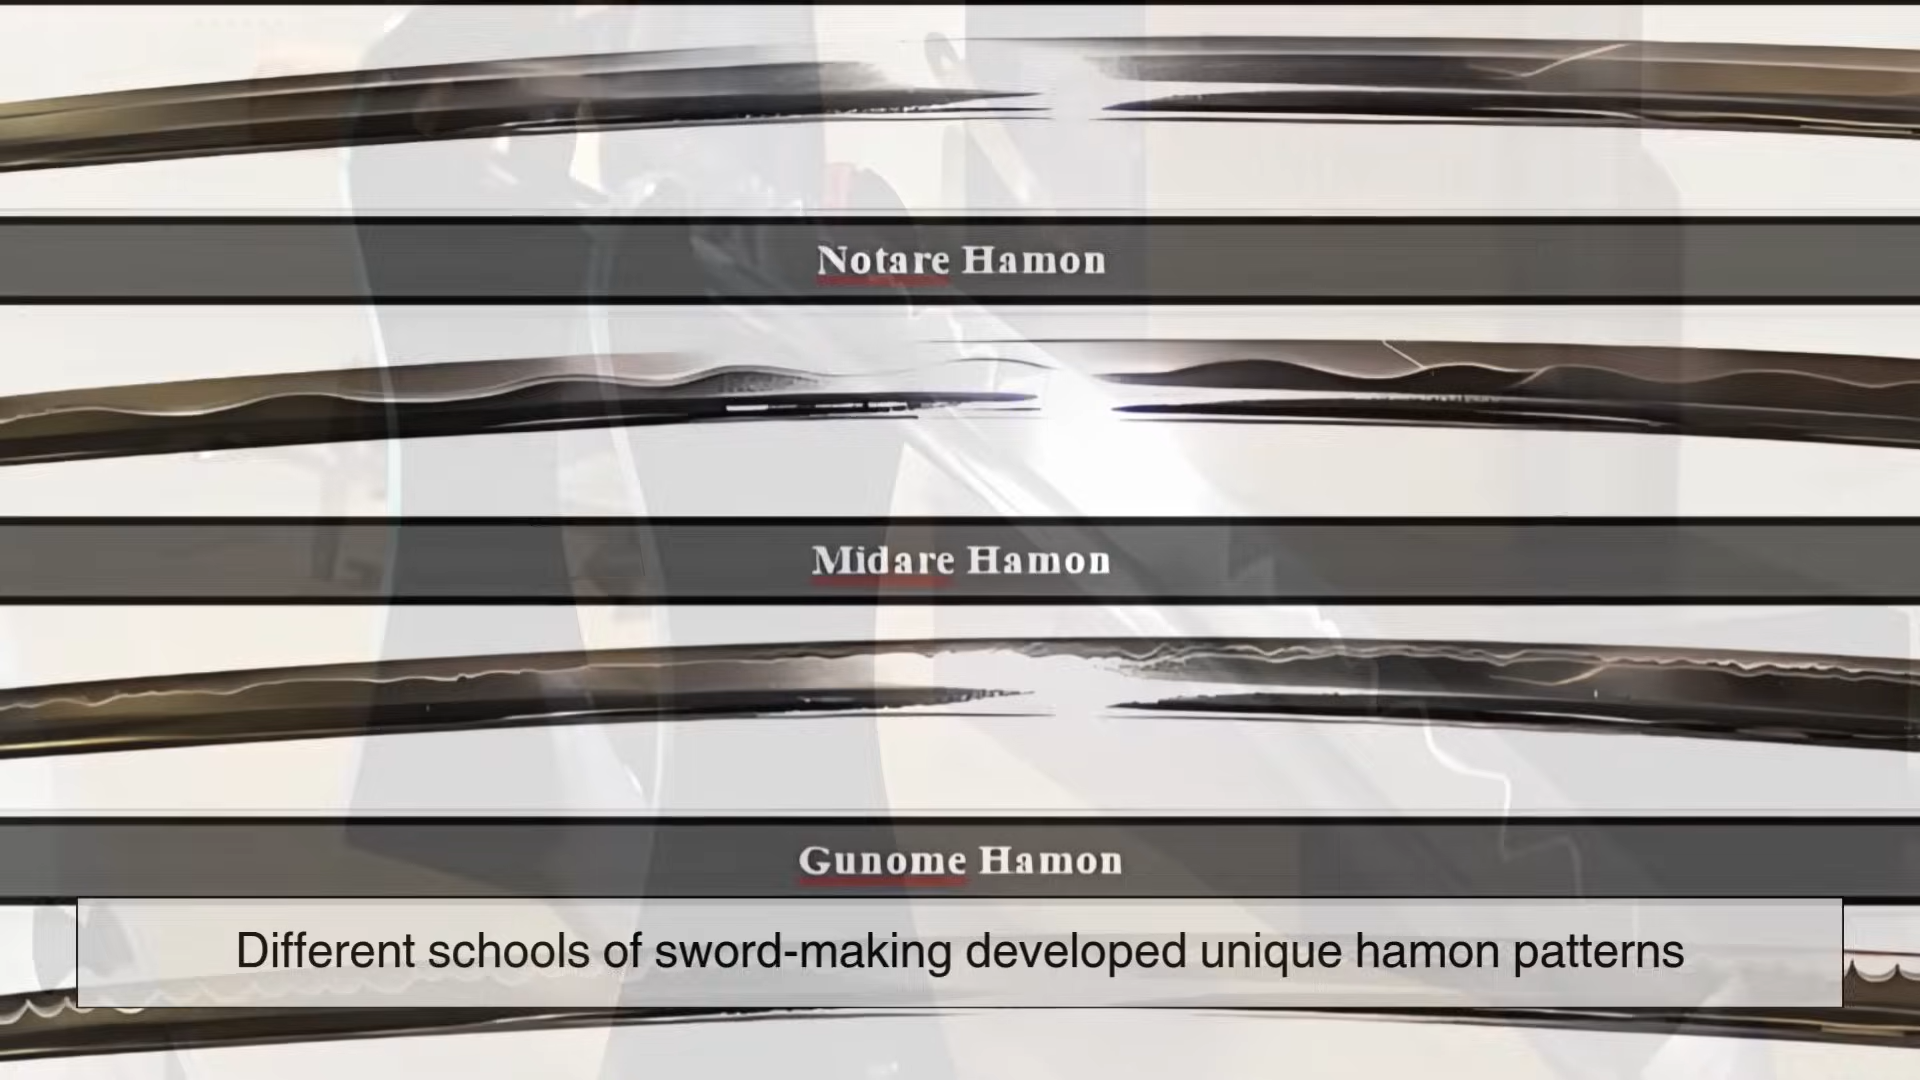 Notare Hamon
Midare Hamon
Gunome Hamon
Different schools of sword-making developed unique hamon patterns